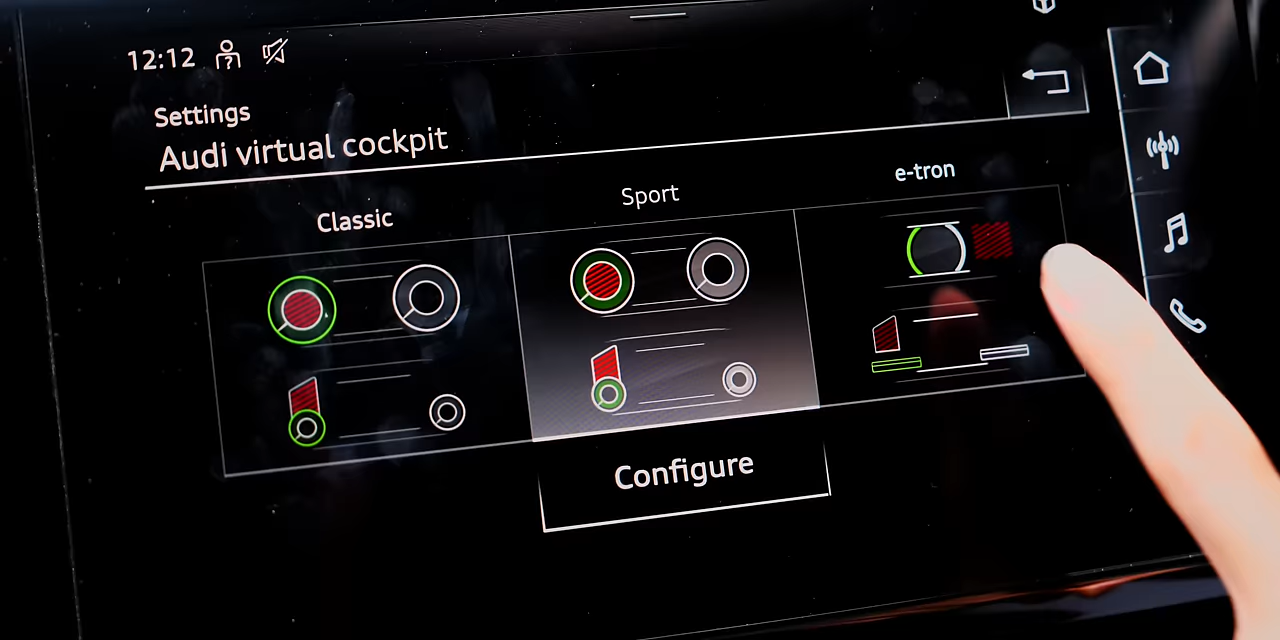 12:12
Settings
Audi virtual cockpit
Classic
Sport
e-tron
Configure